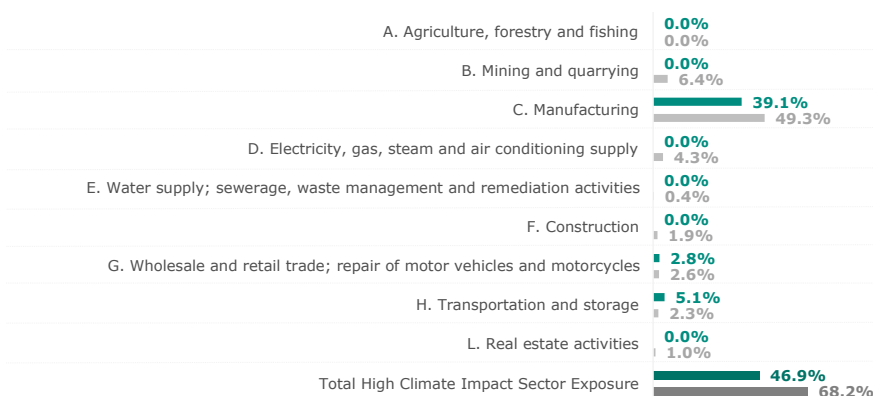 A. Agriculture, forestry and fishing
0.0%
0.0%
B. Mining and quarrying
0.0%
6.4%
C. Manufacturing
39.1%
49.3%
D. Electricity, gas, steam and air conditioning supply
0.0%
4.3%
E. Water supply; sewerage, waste management and remediation activities
0.0%
0.4%
F. Construction
0.0%
1.9%
G. Wholesale and retail trade; repair of motor vehicles and motorcycles
2.8%
2.6%
H. Transportation and storage
5.1%
2.3%
L. Real estate activities
0.0%
1.0%
Total High Climate Impact Sector Exposure
46.9%
68.2%